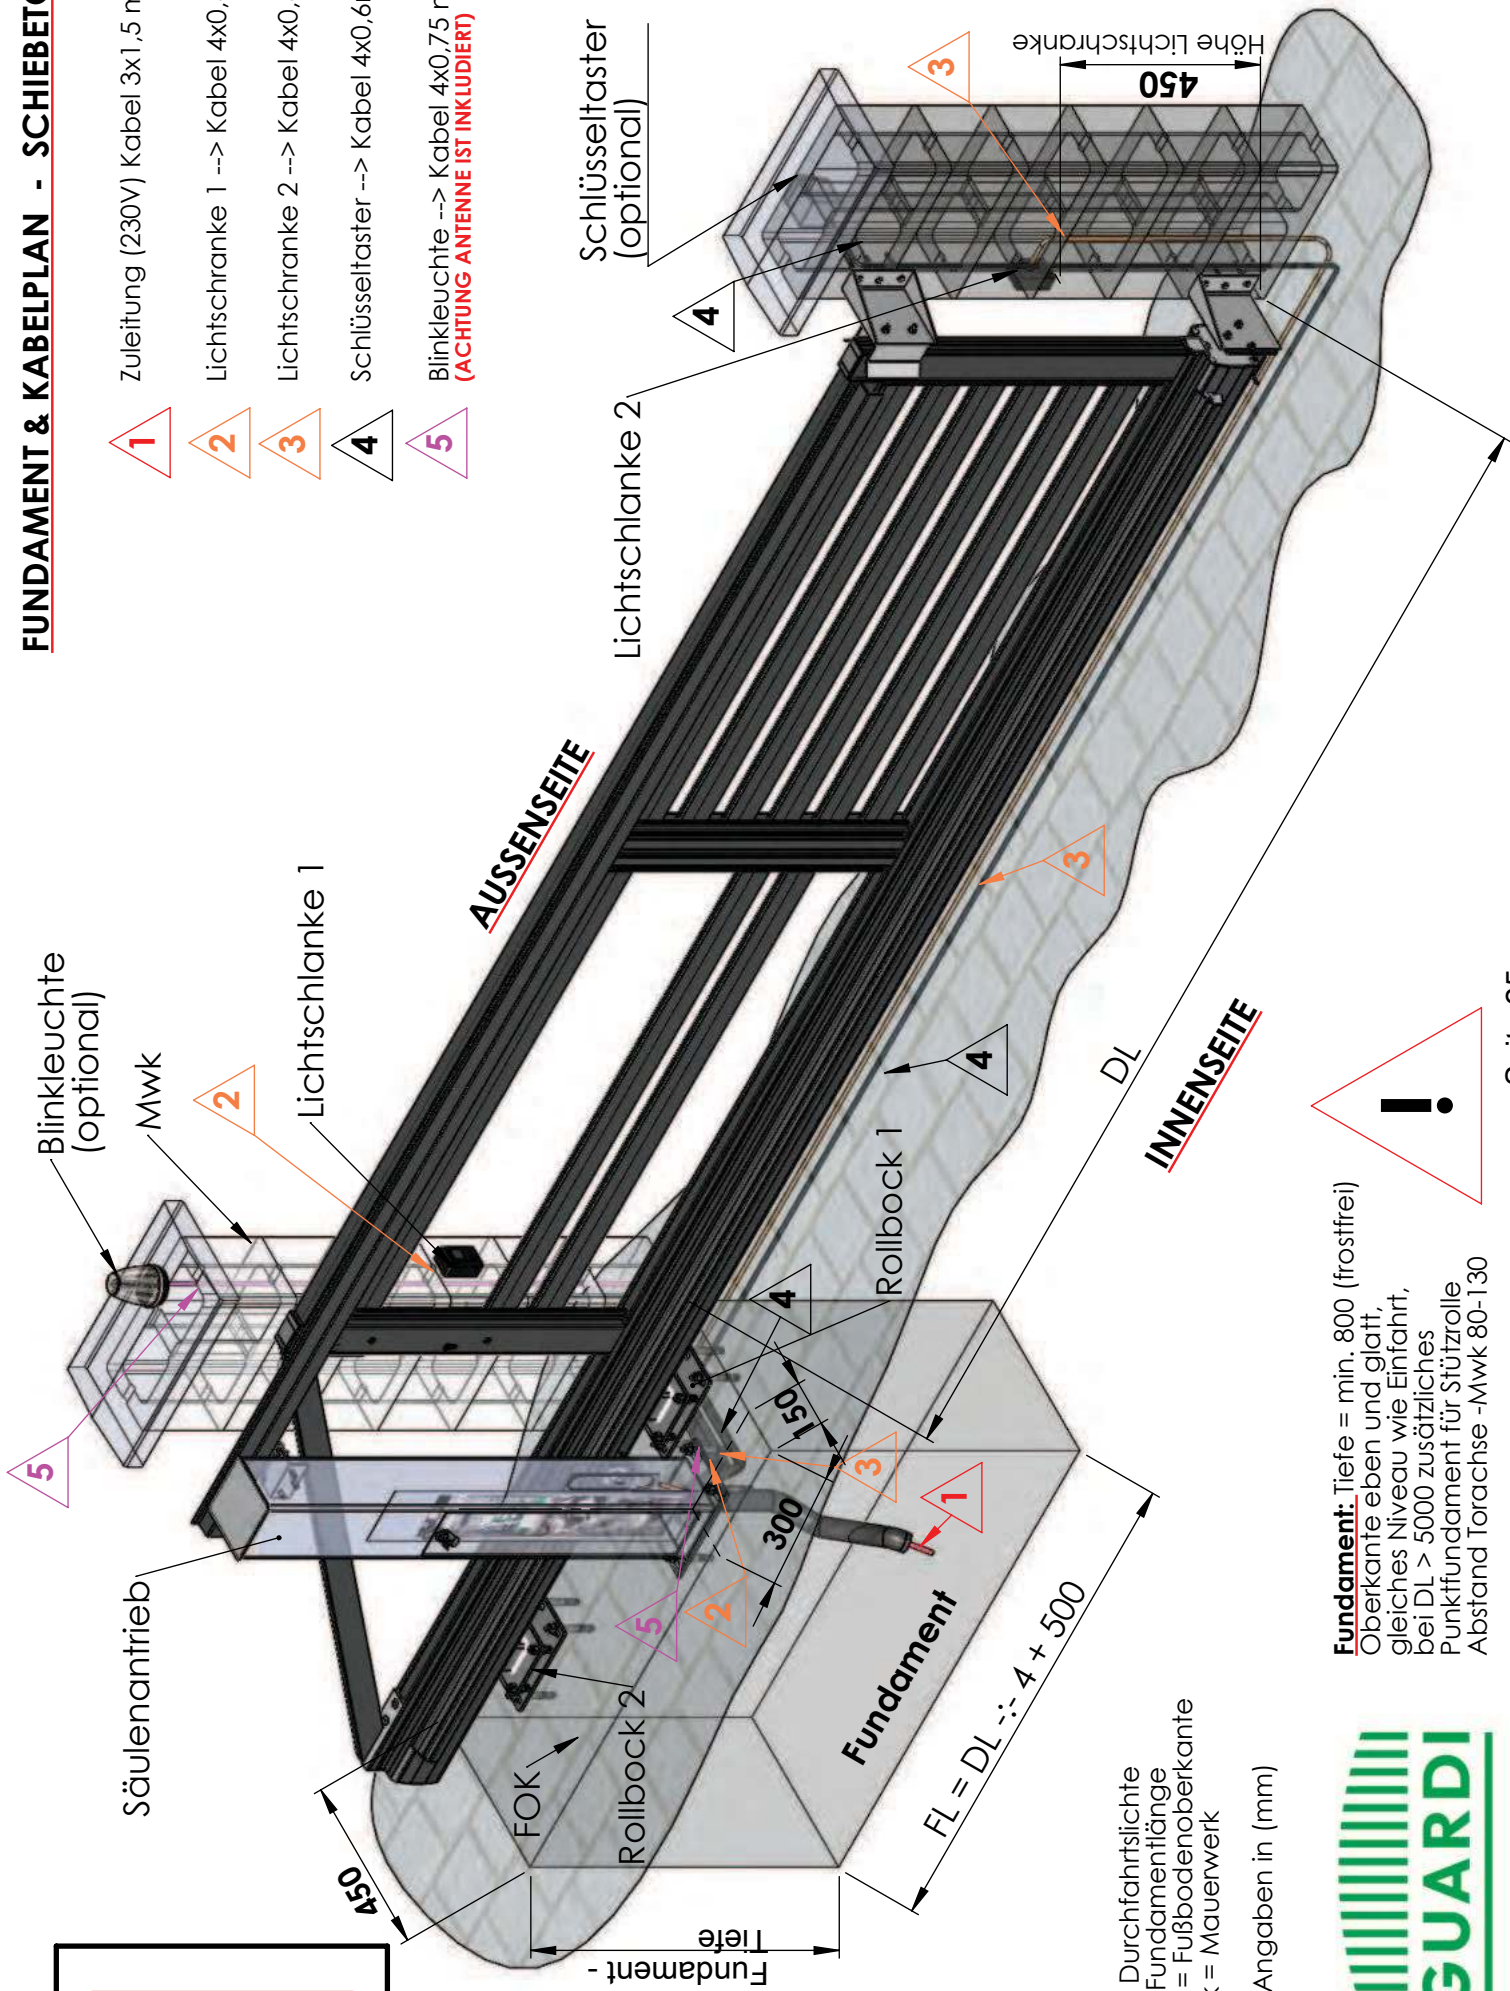 FUNDAMENT & KABELPLAN - SCHIEBETO
1
Zuleitung (230V) Kabel 3x1,5 m
2
Lichtschranke 1 ---> Kabel 4x0,
3
Lichtschranke 2 ---> Kabel 4x0,
4
Schlüsseltaster --> Kabel 4x0,6
5
Blinkleuchte --> Kabel 4x0,75
(ACHTUNG ANTENNE IST INKLUDIERT)
Blinkleuchte
(optional)
Mwk
2
Lichtschlanke 1
5
Säulenantrieb
AUSSENSEITE
Lichtschlanke 2
Schlüsseltaster
(optional)
4
3
450
Höhe Lichtschranke
450
FOK
Rollbock 2
5
2
300
150
4
3
1
Rollbock 1
4
3
DL
INNENSEITE
Fundament
FL = DL -:- 4 + 500
Fundament -
Tiefe
Durchfahrtslichte
Fundamentlänge
= Fußbodenoberkante
= Mauerwerk
Angaben in (mm)
Fundament: Tiefe = min. 800 (frostfrei)
Oberkante eben und glatt,
gleiches Niveau wie Einfahrt,
bei DL > 5000 zusätzliches
Punktfundament für Stützrolle
Abstand Torachse -Mwk 80-130
!
GUARDI